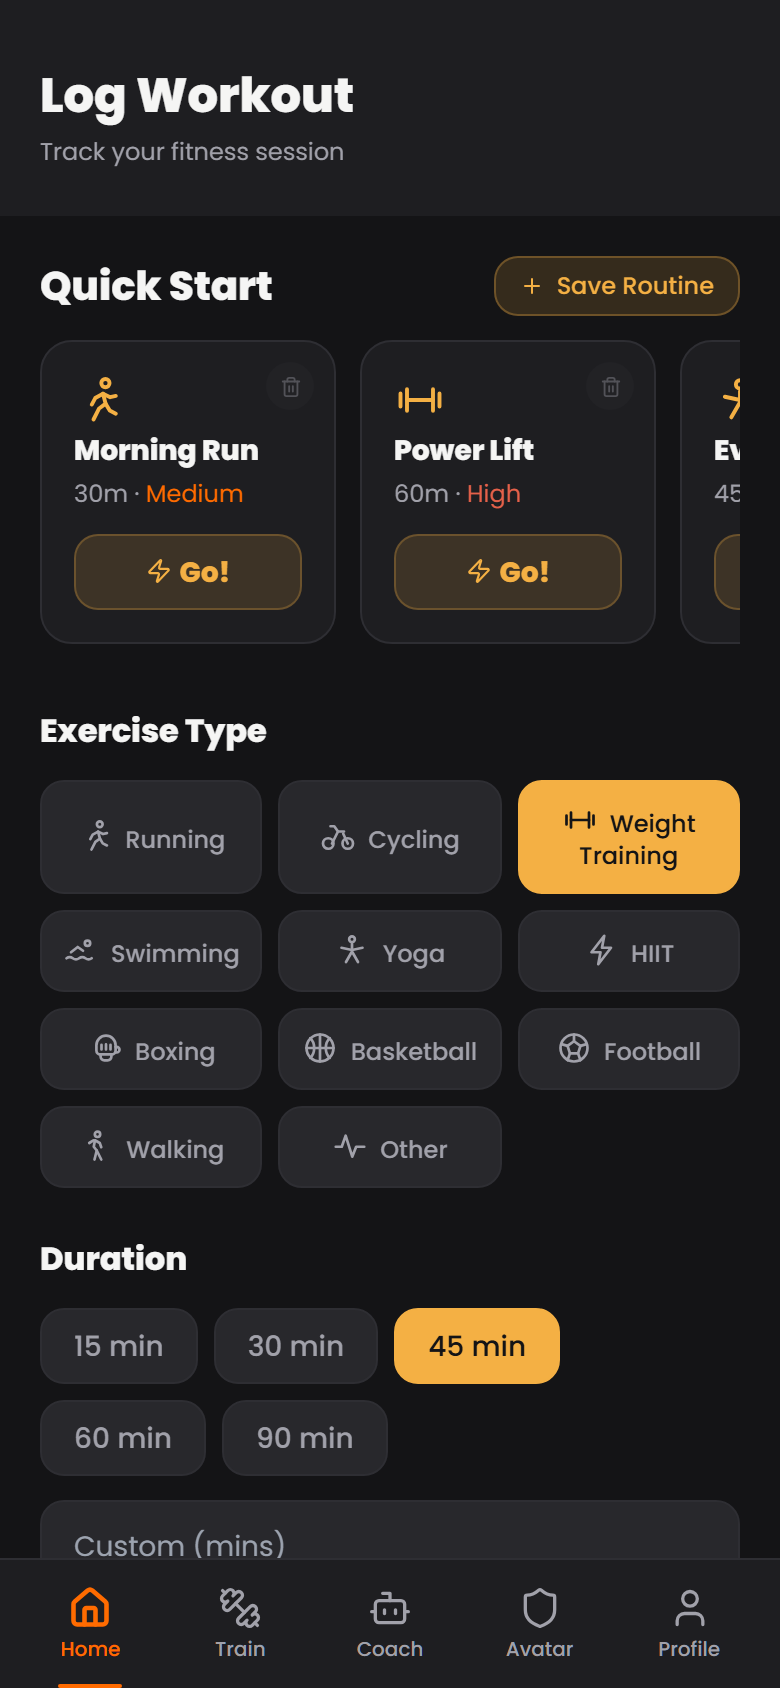 Log Workout
Track your fitness session
Quick Start
+ Save Routine
Morning Run
30m · Medium
Go!
Power Lift
60m · High
Go!
Ev
45
Exercise Type
Running
Cycling
Weight
Training
Swimming
Yoga
HIIT
Boxing
Basketball
Football
Walking
Other
Duration
15 min
30 min
45 min
60 min
90 min
Custom (mins)
Home
Train
Coach
Avatar
Profile